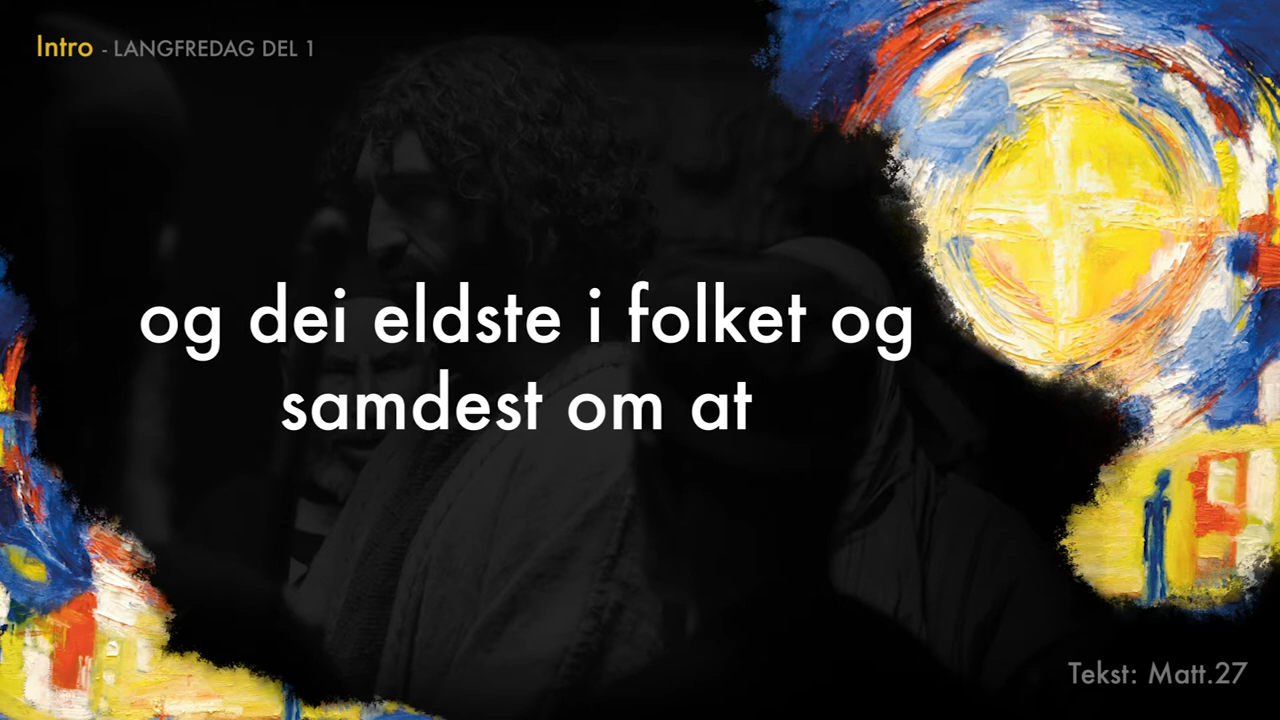 Intro - LANGFREDAG DEL 1
og dei eldste i folket og
samdest om at
Tekst: Matt.27